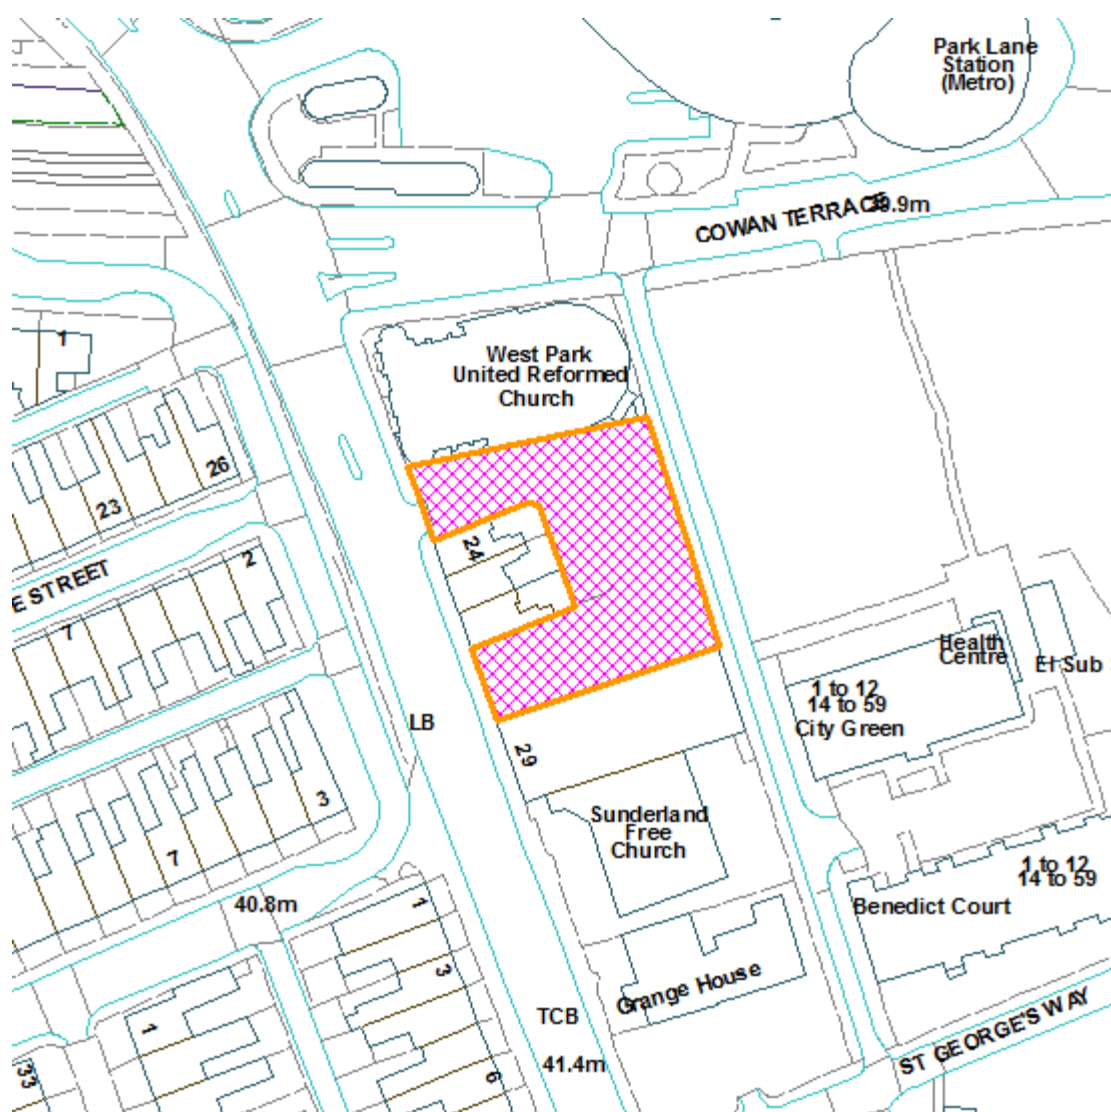 Park Lane
Station
(Metro)
COWAN TERRACE
39.9m
1
West Park
United Reformed
Church
26
23
24
2
E STREET
7
Health
Centre
El Sub
1 to 12
14 to 59
City Green
LB
29
3
7
Sunderland
Free
Church
1 to 12
14 to 59
Benedict Court
40.8m
1
3
Grange House
TCB
1
ST GEORGE'S WAY
41.4m
33
6